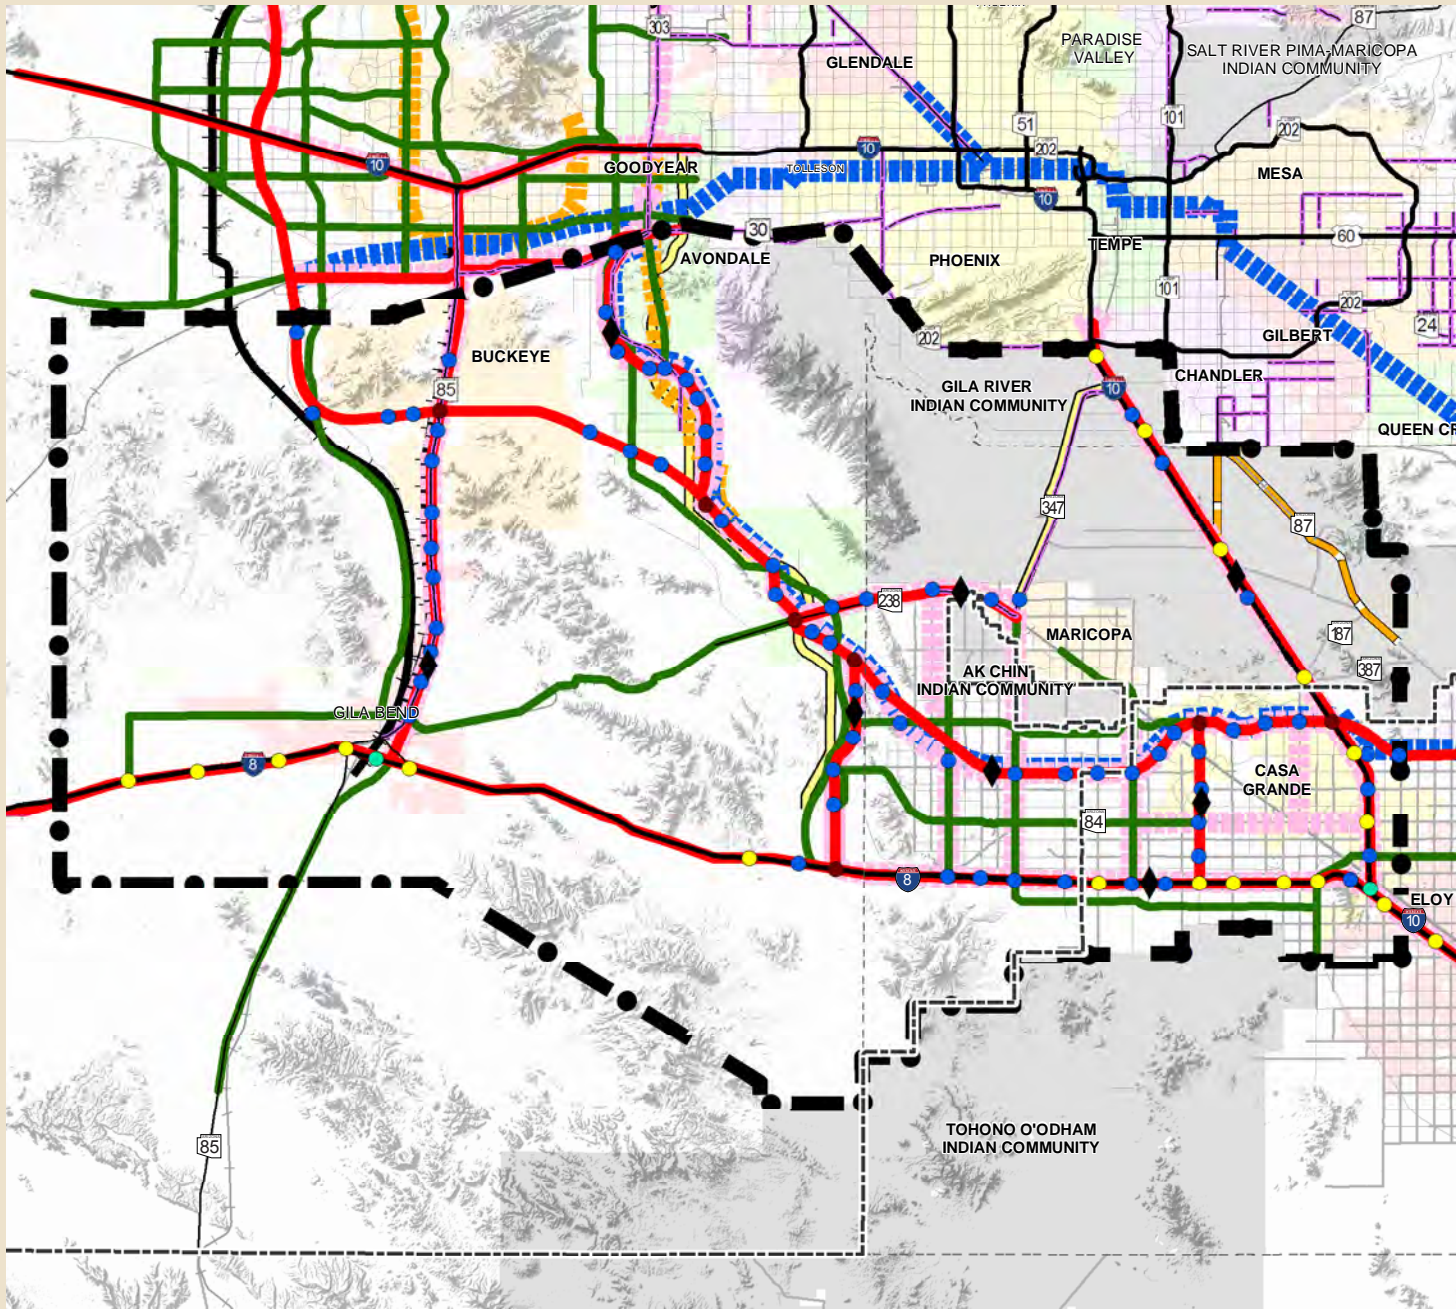 303
87
PARADISE
VALLEY
SALT RIVER PIMA-MARICOPA
INDIAN COMMUNITY
GLENDALE
101
51
202
10
202
10
GOODYEAR
TOLLESON
MESA
10
30
60
TEMPE
AVONDALE
PHOENIX
101
202
24
202
GILBERT
BUCKEYE
85
CHANDLER
GILA RIVER
INDIAN COMMUNITY
10
QUEEN CR
347
87
238
MARICOPA
187
387
AK CHIN
INDIAN COMMUNITY
GILA BEND
8
CASA
GRANDE
84
8
ELOY
10
TOHONO O'ODHAM
INDIAN COMMUNITY
85